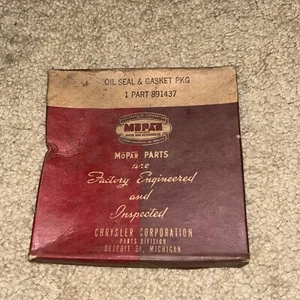 OIL SEAL & GASKET PKG
1 PART 891437
MOPAR
MOPAR PARTS
are
Factory Engineered
and
Inspected
CHRYSLER CORPORATION
PARTS DIVISION
DETROIT 31, MICHIGAN